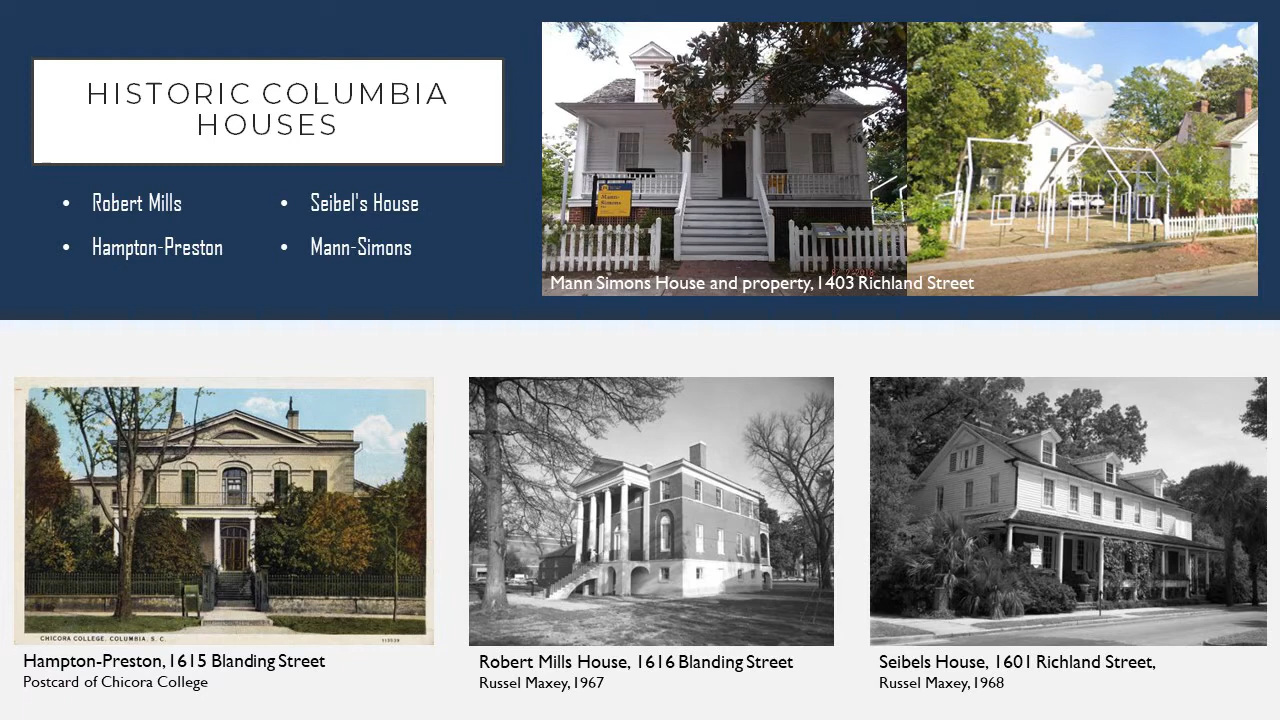 HISTORIC COLUMBIA
HOUSES
• Robert Mills
• Hampton-Preston
• Seibel's House
• Mann-Simons
Mann-
Simons
Mann Simons House and property, 1403 Richland Street
CHICORA COLLEGE, COLUMBIA, S. C.
Hampton-Preston, 1615 Blanding Street
Postcard of Chicora College
Robert Mills House, 1616 Blanding Street
Russel Maxey, 1967
Seibels House, 1601 Richland Street,
Russel Maxey, 1968